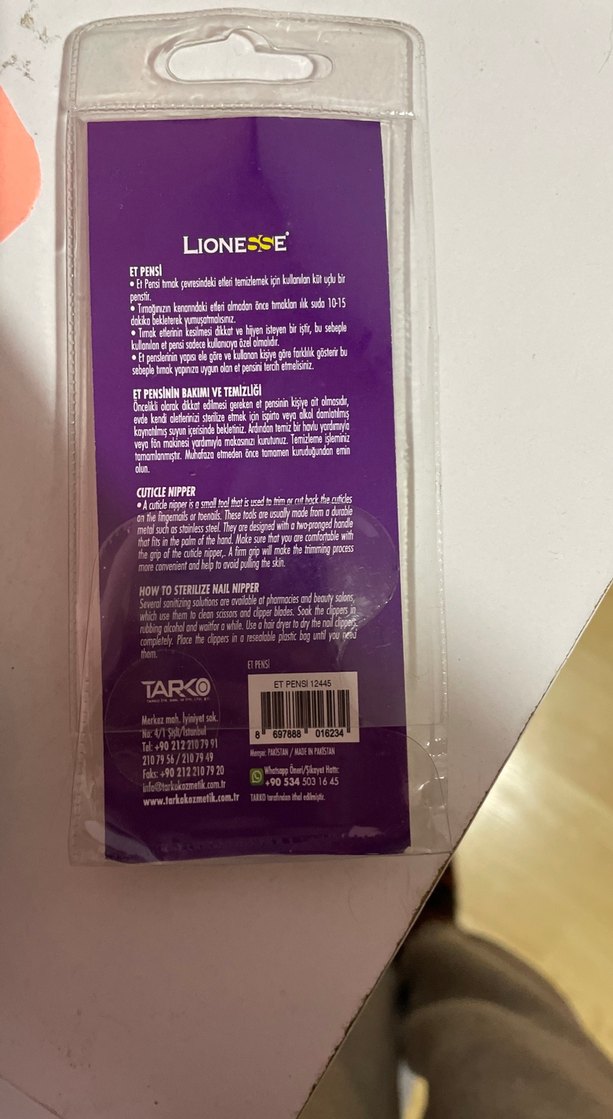 LIONESSE
ET PENSİ
• Et Pensi tırnak çevresindeki etleri temizlemek için kullanılan küt uçlu bir
penstir.
• Tırnağınızın kenarındaki etleri almadan önce tırnakları ılık suda 10-15
dakika bekleterek yumuşatmalısınız.
• Tırnak etlerinin kesilmesi dikkat ve hijyen isteyen bir iştir, bu sebeple
kullanılan et pensi sadece kullanıcıya özel olmalıdır.
• Et penslerinin yapısı ele göre ve kullanan kişiye göre farklılık gösterir bu
sebeple tırnak yapınıza uygun olan et pensini tercih etmelisiniz.
ET PENSİNİN BAKIMI VE TEMİZLİĞİ
Öncelikli olarak dikkat edilmesi gereken et pensinin kişiye ait olmasıdır,
evde kendi aletlerinizi sterilize etmek için ispirto veya alkol damlatılmış
kaynatılmış suyun içerisinde bekletiniz. Ardından temiz bir havlu yardımıyla
veya fön makinesi yardımıyla makasınızı kurutunuz. Temizleme işleminiz
tamamlanmıştır. Muhafaza etmeden önce tamamen kuruduğundan emin
olun.
CUTICLE NIPPER
• A cuticle nipper is a small tool that is used to trim or cut back the cuticles
on the fingernails or toenails. These tools are usually made from a durable
metal such as stainless steel. They are designed with a two-pronged handle
that fits in the palm of the hand. Make sure that you are comfortable with
the grip of the cuticle nipper,. A firm grip will make the trimming process
more convenient and help to avoid pulling the skin.
HOW TO STERILIZE NAIL NIPPER
Several sanitizing solutions are available at pharmacies and beauty salons,
which use them to clean scissors and clipper blades. Soak the clippers in
rubbing alcohol and waitfor a while. Use a hair dryer to dry the nail clippers
completely. Place the clippers in a resealable plastic bag until you need
them.
ET PENSİ
TARKO
ET PENSİ 12445
8 697888 016234
Merkez mah. İyiniyet sok.
No: 4/1 Şişli/İstanbul
Tel: +90 212 210 79 91
210 79 56 / 210 79 49
Faks: +90 212 210 79 20
info@tarkokozmetik.com.tr
www.tarkokozmetik.com.tr
Menşei: PAKİSTAN / MADE IN PAKİSTAN
Whatsapp Öneri/Şikayet Hattı:
+90 534 503 16 45
TARKO tarafından ithal edilmiştir.